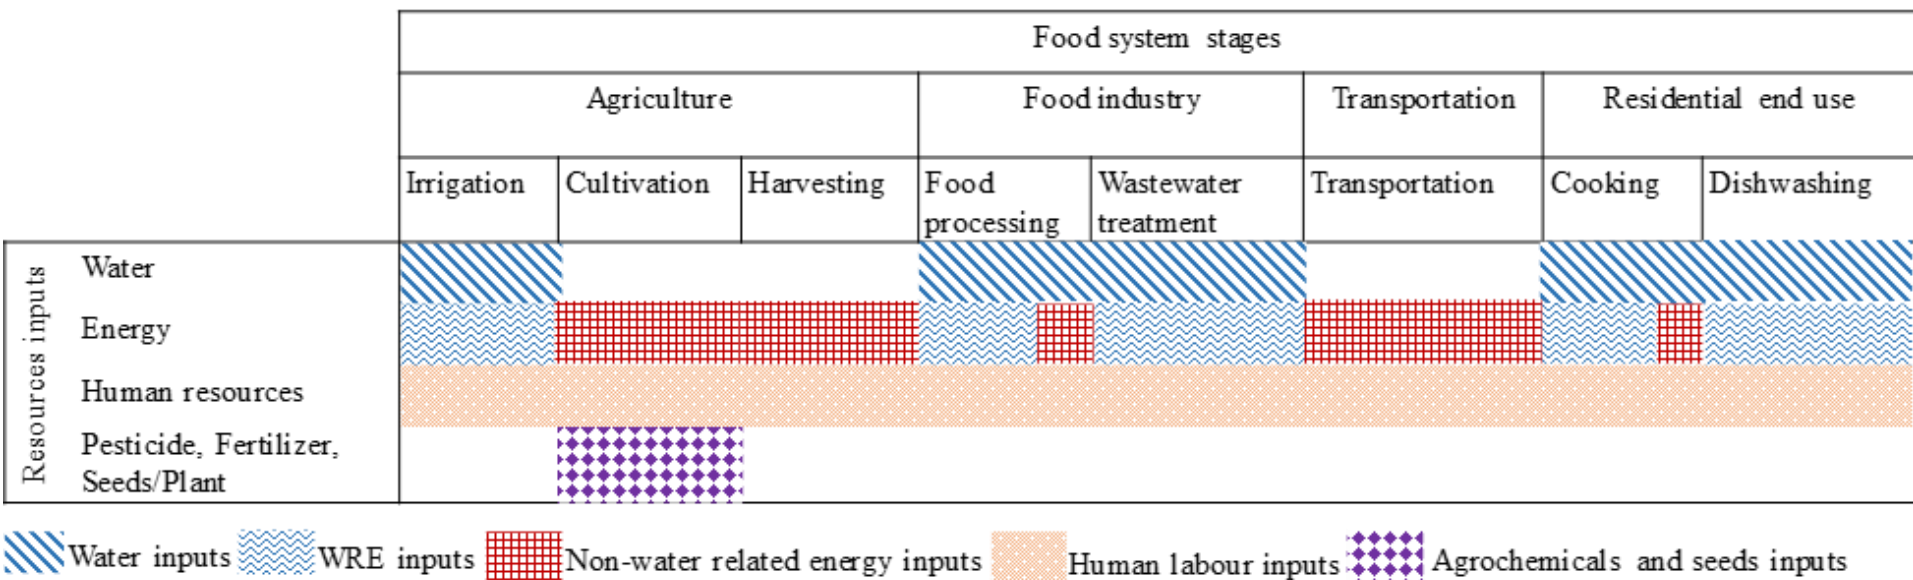 Food system stages
Agriculture Food industry Transportation Residential end use
Irrigation Cultivation Harvesting Food processing Wastewater treatment Transportation Cooking Dishwashing
Resources inputs
Water
Energy
Human resources
Pesticide, Fertilizer,
Seeds/Plant
Water inputs WRE inputs Non-water related energy inputs Human labour inputs Agrochemicals and seeds inputs